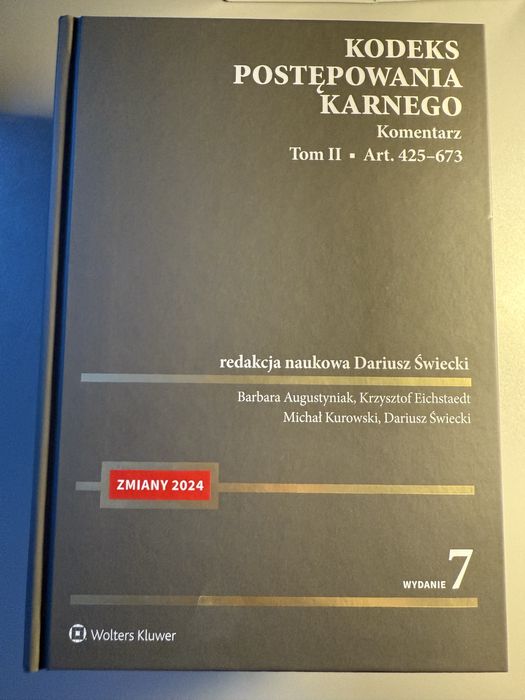 KODEKS
POSTĘPOWANIA
KARNEGO
Komentarz
Tom II ▪ Art. 425–673
redakcja naukowa Dariusz Świecki
Barbara Augustyniak, Krzysztof Eichstaedt
Michał Kurowski, Dariusz Świecki
ZMIANY 2024
WYDANIE 7
Wolters Kluwer